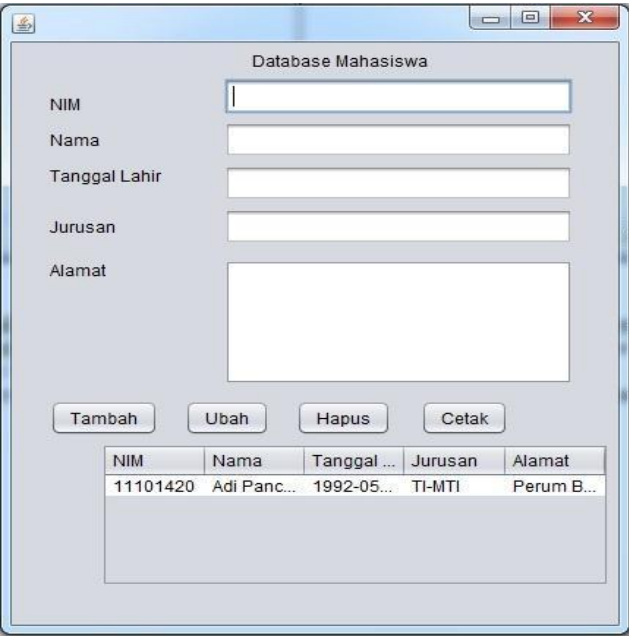 Database Mahasiswa
NIM
Nama
Tanggal Lahir
Jurusan
Alamat
Tambah Ubah Hapus Cetak
NIM Nama Tanggal ... Jurusan Alamat
11101420 Adi Panc... 1992-05... TI-MTI Perum B...